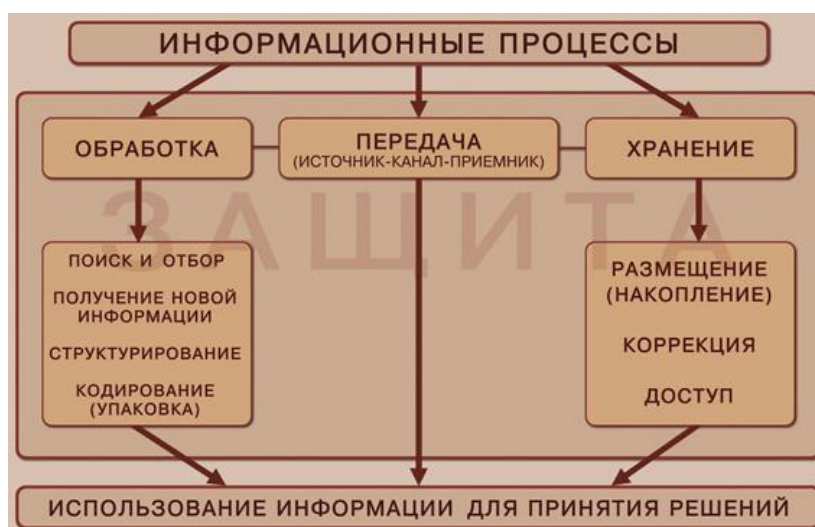 ИНФОРМАЦИОННЫЕ ПРОЦЕССЫ
ОБРАБОТКА
ПЕРЕДАЧА
(ИСТОЧНИК-КАНАЛ-ПРИЕМНИК)
ХРАНЕНИЕ
ЗАЩИТА
ПОИСК И ОТБОР
ПОЛУЧЕНИЕ НОВОЙ
ИНФОРМАЦИИ
СТРУКТУРИРОВАНИЕ
КОДИРОВАНИЕ
(УПАКОВКА)
РАЗМЕЩЕНИЕ
(НАКОПЛЕНИЕ)
КОРРЕКЦИЯ
ДОСТУП
ИСПОЛЬЗОВАНИЕ ИНФОРМАЦИИ ДЛЯ ПРИНЯТИЯ РЕШЕНИЙ